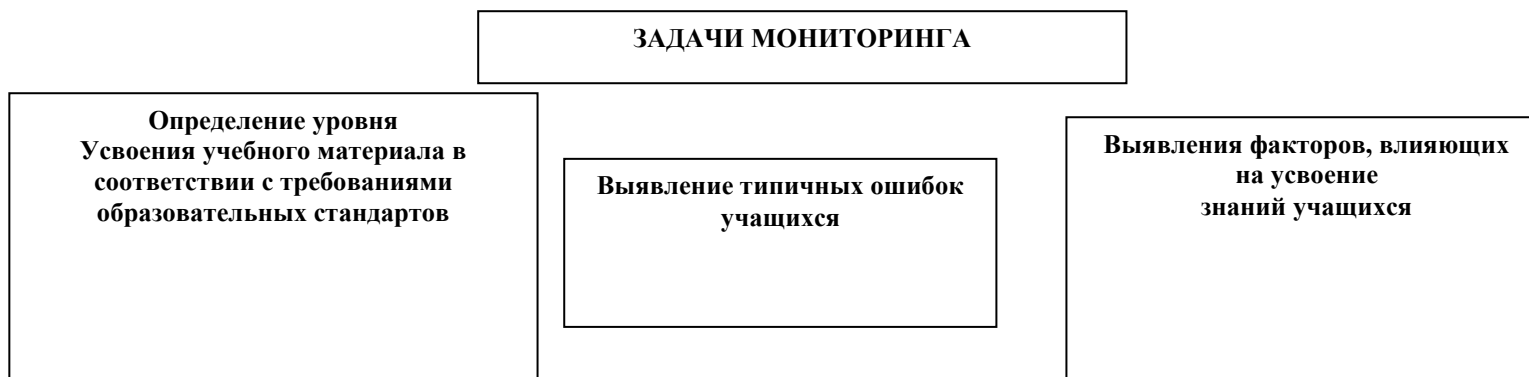 ЗАДАЧИ МОНИТОРИНГА
Определение уровня
Усвоения учебного материала в
соответствии с требованиями
образовательных стандартов
Выявление типичных ошибок
учащихся
Выявления факторов, влияющих
на усвоение
знаний учащихся